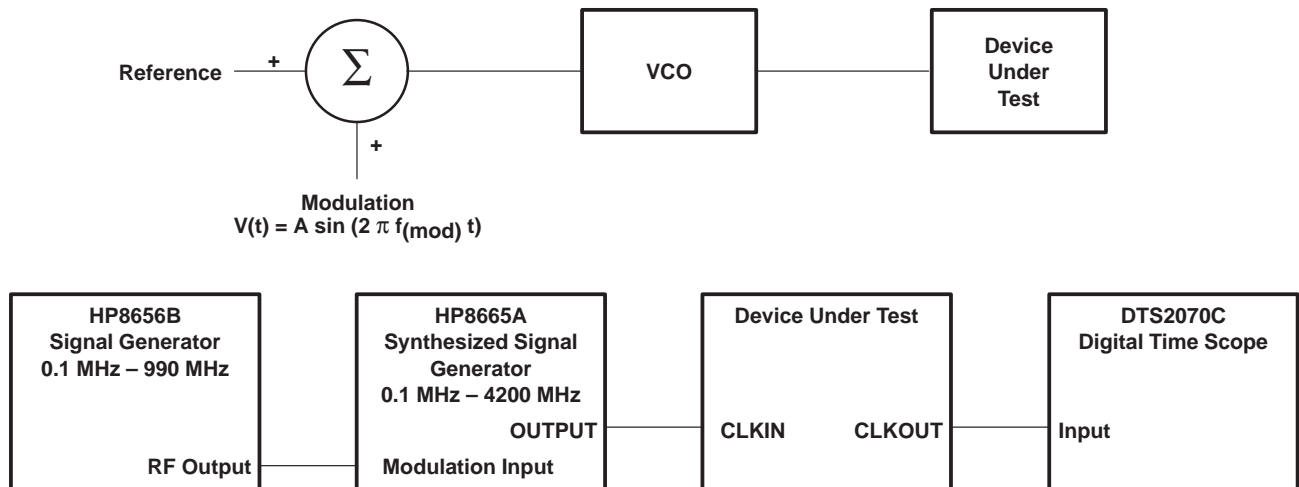 Reference
+
Σ
+
VCO
Device
Under
Test
Modulation
V(t) = A sin (2 π f(mod) t)
HP8656B
Signal Generator
0.1 MHz – 990 MHz
RF Output
HP8665A
Synthesized Signal
Generator
0.1 MHz – 4200 MHz
OUTPUT
Modulation Input
Device Under Test
CLKIN
CLKOUT
DTS2070C
Digital Time Scope
Input